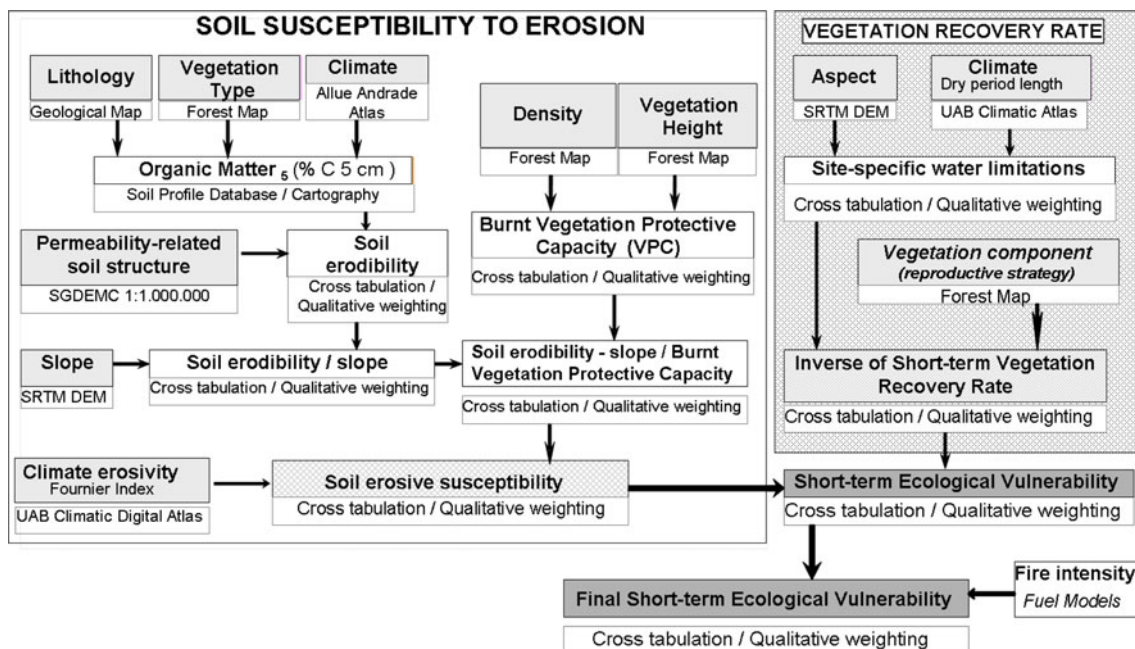 SOIL SUSCEPTIBILITY TO EROSION
Lithology
Geological Map
Vegetation
Type
Forest Map
Climate
Allue Andrade
Atlas
Density
Forest Map
Vegetation
Height
Forest Map
Organic Matter 5 (% C 5 cm )
Soil Profile Database / Cartography
Permeability-related
soil structure
SGDEMC 1:1.000.000
Soil
erodibility
Cross tabulation /
Qualitative weighting
Burnt Vegetation Protective
Capacity (VPC)
Cross tabulation / Qualitative weighting
Slope
SRTM DEM
Soil erodibility / slope
Cross tabulation / Qualitative weighting
Soil erodibility - slope / Burnt
Vegetation Protective Capacity
Cross tabulation / Qualitative weighting
Climate erosivity
Fournier Index
UAB Climatic Digital Atlas
Soil erosive susceptibility
Cross tabulation / Qualitative weighting
VEGETATION RECOVERY RATE
Aspect
SRTM DEM
Climate
Dry period length
UAB Climatic Atlas
Site-specific water limitations
Cross tabulation / Qualitative weighting
Vegetation component
(reproductive strategy)
Forest Map
Inverse of Short-term Vegetation
Recovery Rate
Cross tabulation / Qualitative weighting
Short-term Ecological Vulnerability
Cross tabulation / Qualitative weighting
Fire intensity
Fuel Models
Final Short-term Ecological Vulnerability
Cross tabulation / Qualitative weighting